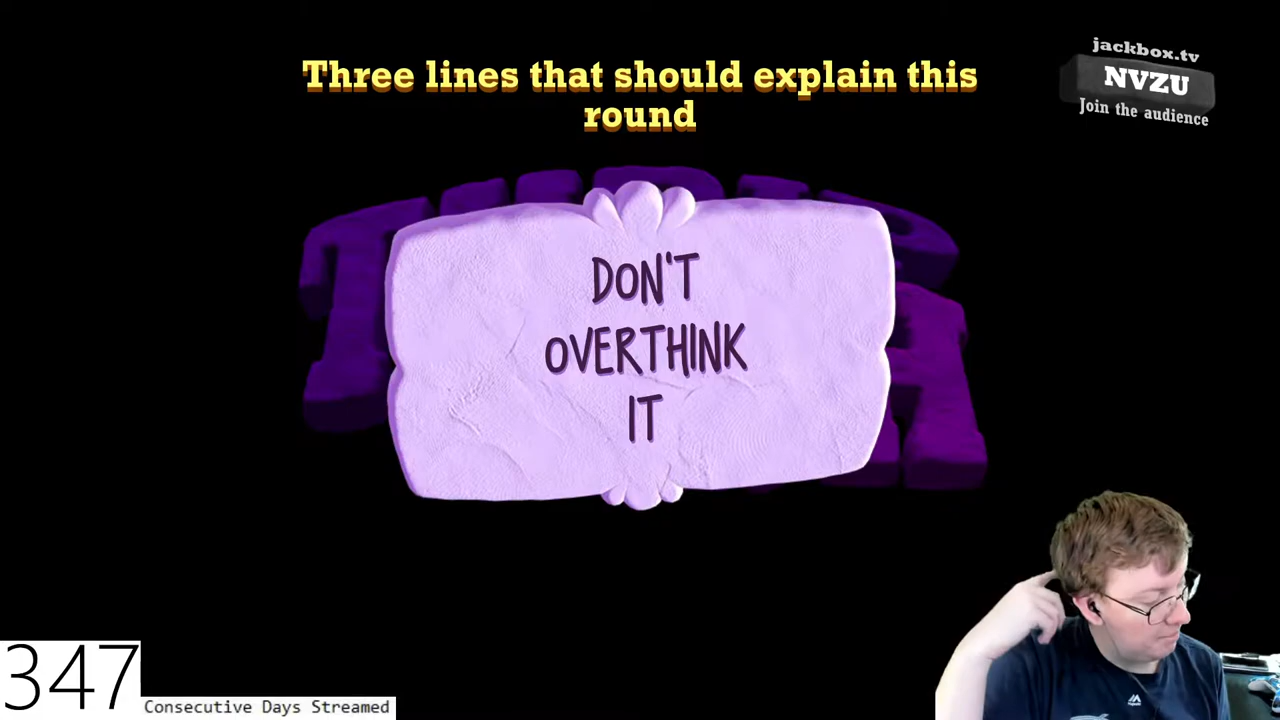 jackbox.tv
NVZU
Join the audience
Three lines that should explain this
round
DON'T
OVERTHINK
IT
347
Consecutive Days Streamed